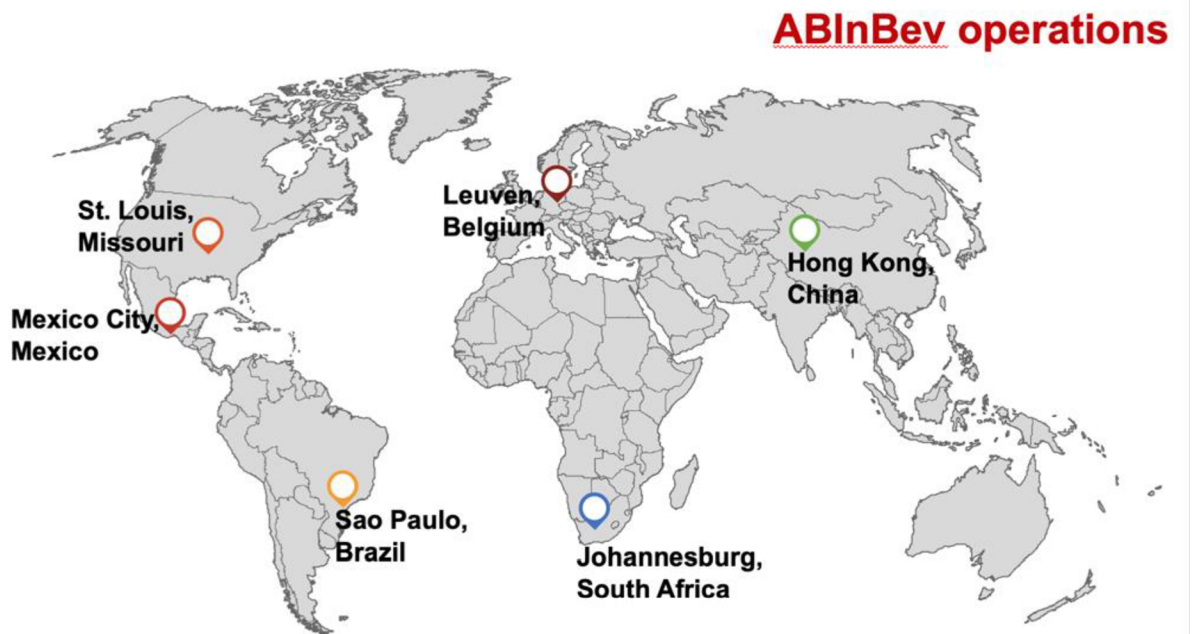 ABInBev operations
Leuven,
Belgium
St. Louis,
Missouri
Hong Kong,
China
Mexico City,
Mexico
Sao Paulo,
Brazil
Johannesburg,
South Africa